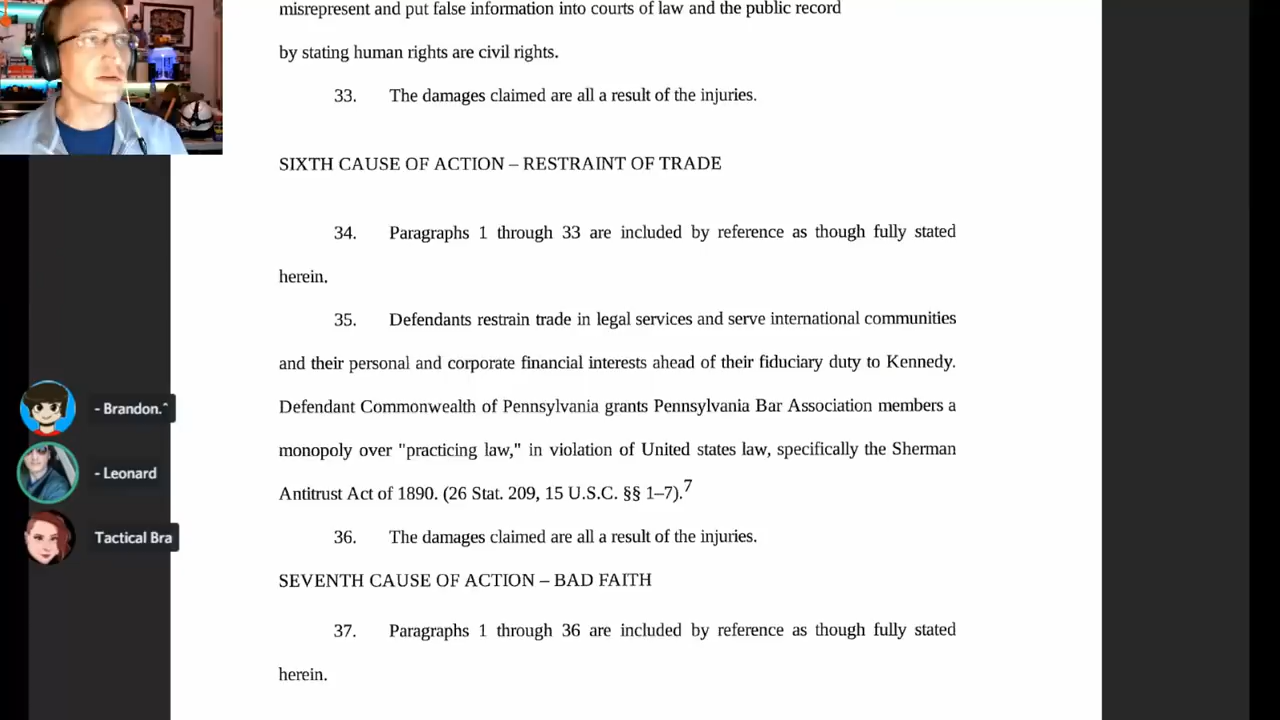 misrepresent and put false information into courts of law and the public record
by stating human rights are civil rights.
33. The damages claimed are all a result of the injuries.
SIXTH CAUSE OF ACTION – RESTRAINT OF TRADE
34. Paragraphs 1 through 33 are included by reference as though fully stated
herein.
35. Defendants restrain trade in legal services and serve international communities
and their personal and corporate financial interests ahead of their fiduciary duty to Kennedy.
Defendant Commonwealth of Pennsylvania grants Pennsylvania Bar Association members a
monopoly over "practicing law," in violation of United states law, specifically the Sherman
Antitrust Act of 1890. (26 Stat. 209, 15 U.S.C. §§ 1–7).7
36. The damages claimed are all a result of the injuries.
SEVENTH CAUSE OF ACTION – BAD FAITH
37. Paragraphs 1 through 36 are included by reference as though fully stated
herein.
- Brandon.^
- Leonard
Tactical Bra